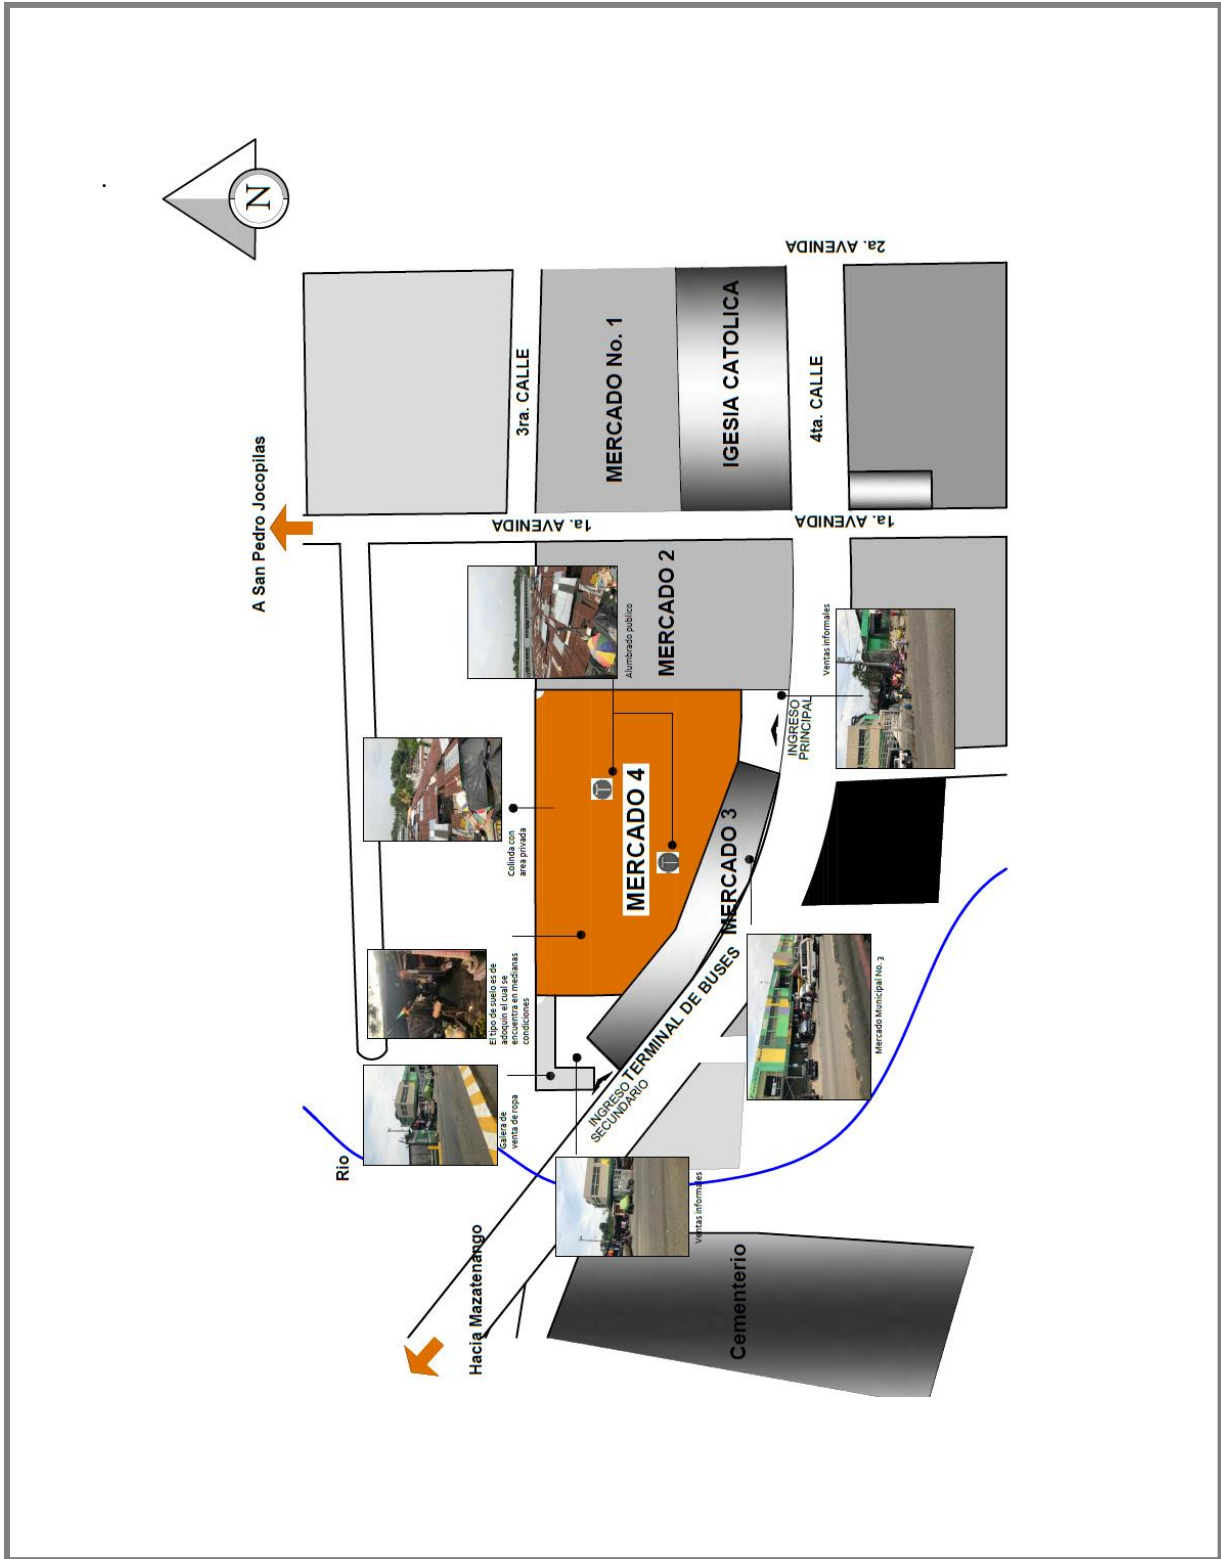 N
A San Pedro Jocopilas
3ra. CALLE
MERCADO No. 1
IGESIA CATOLICA
4ta. CALLE
2a. AVENIDA
1a. AVENIDA
1a. AVENIDA
MERCADO 2
Alumbrado publico
Ventas informales
INGRESO
PRINCIPAL
Colinda con
area privada
MERCADO 4
MERCADO 3
El tipo de suelo es de
adoquin el cual se
encuentra en medianas
condiciones
TERMINAL DE BUSES
Mercado Municipal No. 3
Galera de
venta de ropa
INGRESO
SECUNDARIO
Rio
Ventas informales
Hacia Mazatenango
Cementerio